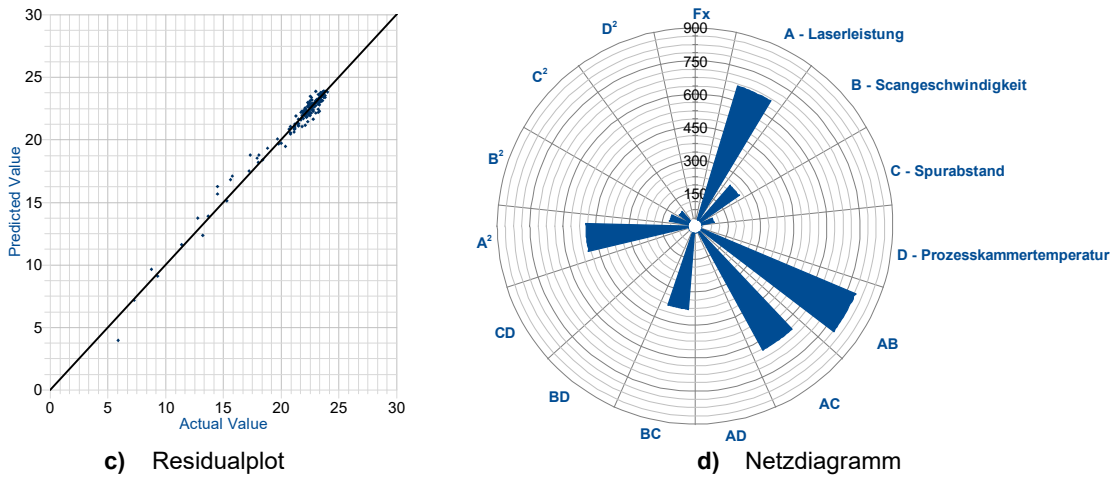 30
25
20
15
10
5
0
Predicted Value
0 5 10 15 20 25 30
Actual Value
c) Residualplot
Fx
900
750
600
450
300
150
A - Laserleistung
B - Scangeschwindigkeit
C - Spurabstand
D - Prozesskammertemperatur
AB
AC
AD
BC
BD
CD
A²
B²
C²
D²
d) Netzdiagramm